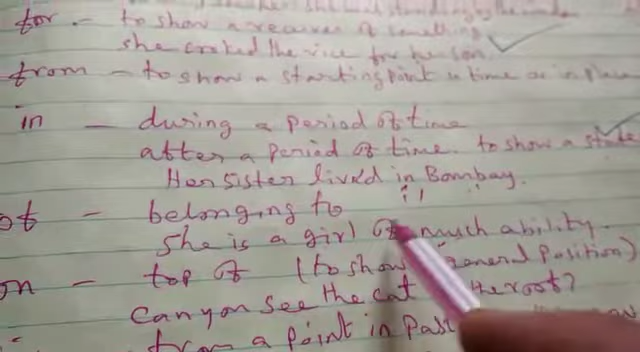 for - to show a receiver of something
she cooked the rice for her son.
from - to show a starting point in time or in place
in - during a period of time
after a period of time. to show a state
Her sister lived in Bombay.
of - belonging to
She is a girl of much ability.
on - top of (to show general position)
can you see the cat the roof?
from a point in past